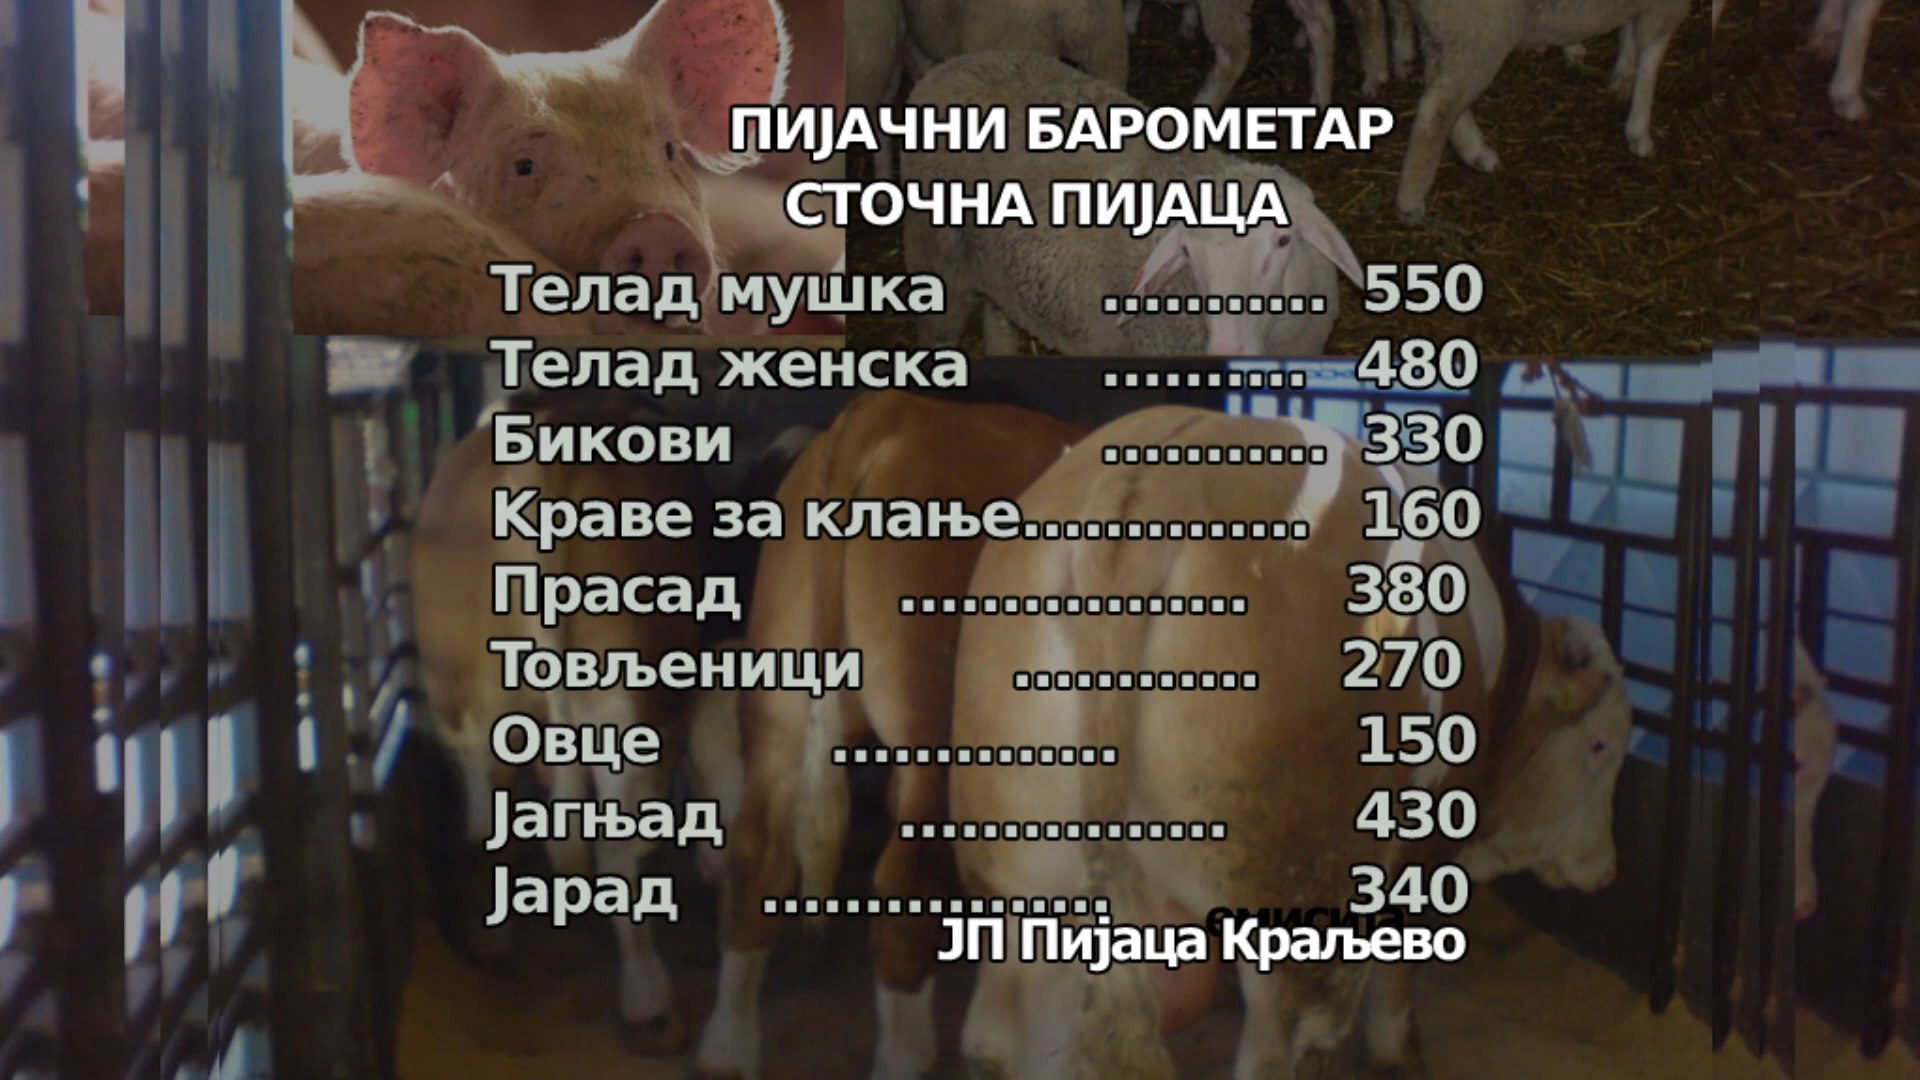 ПИЈАЧНИ БАРОМЕТАР
СТОЧНА ПИЈАЦА
Телад мушка ........... 550
Телад женска .......... 480
Бикови ........... 330
Краве за клање.............. 160
Прасад ................. 380
Товљеници ............ 270
Овце .............. 150
Јагњад ................ 430
Јарад ................. 340
емисија
ЈП Пијаца Краљево